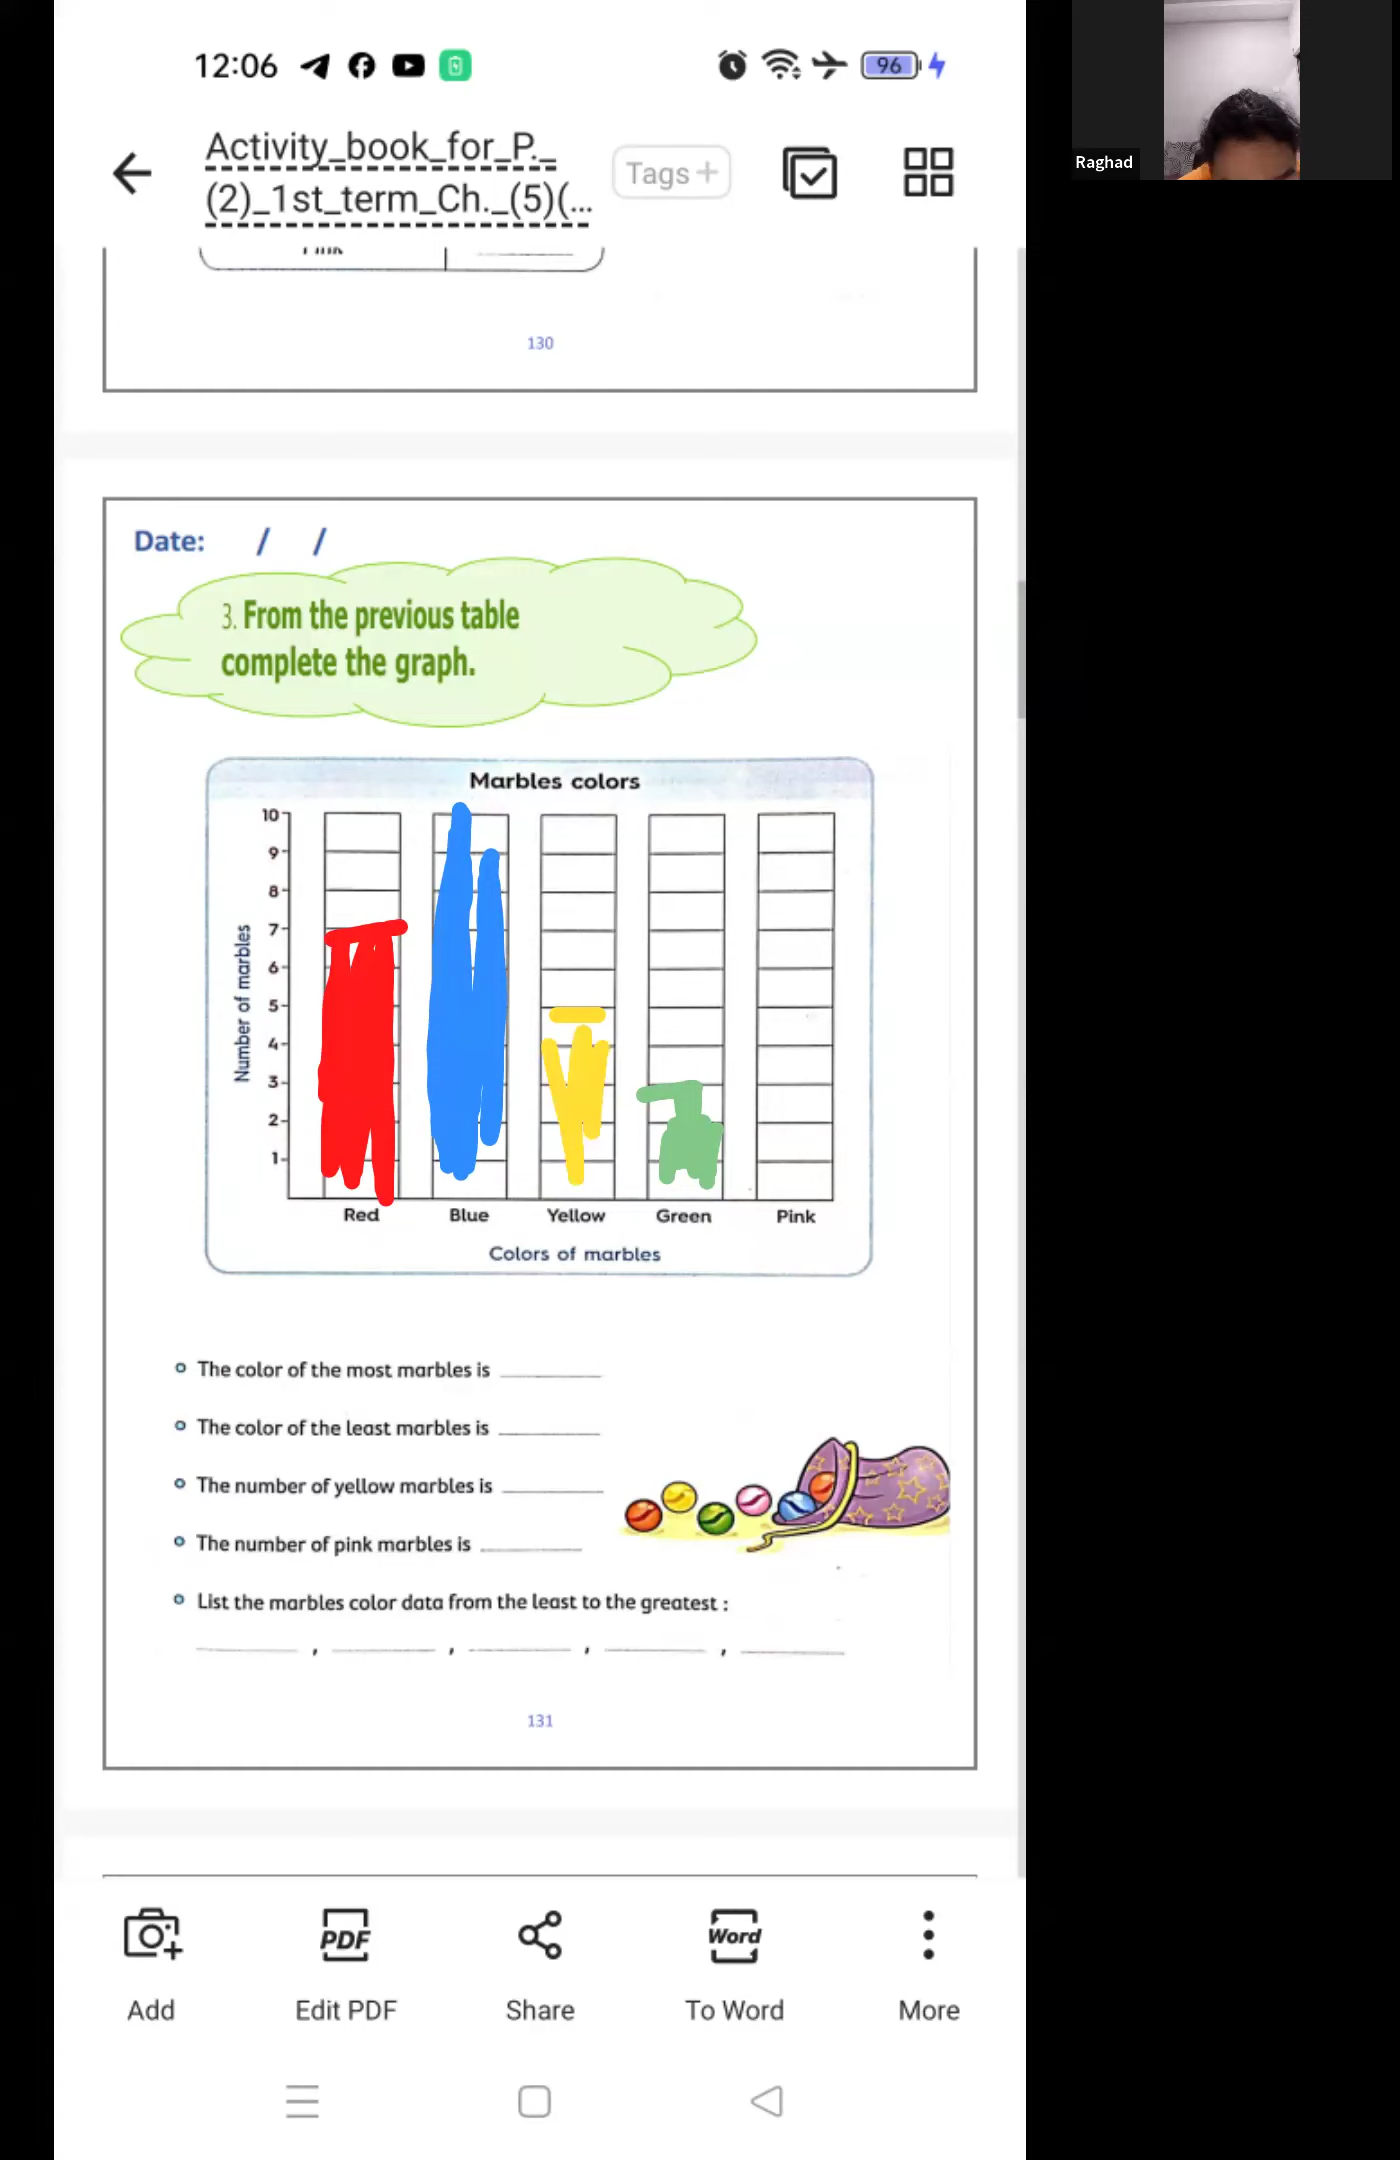 12:06
96
Activity_book_for_P._
(2)_1st_term_Ch._(5)(...
Tags+
Raghad
130
Date: / /
3. From the previous table
complete the graph.
Marbles colors
Number of marbles
10
9
8
7
6
5
4
3
2
1
Red Blue Yellow Green Pink
Colors of marbles
The color of the most marbles is
The color of the least marbles is
The number of yellow marbles is
The number of pink marbles is
List the marbles color data from the least to the greatest :
, , , ,
131
PDF
Word
Add Edit PDF Share To Word More